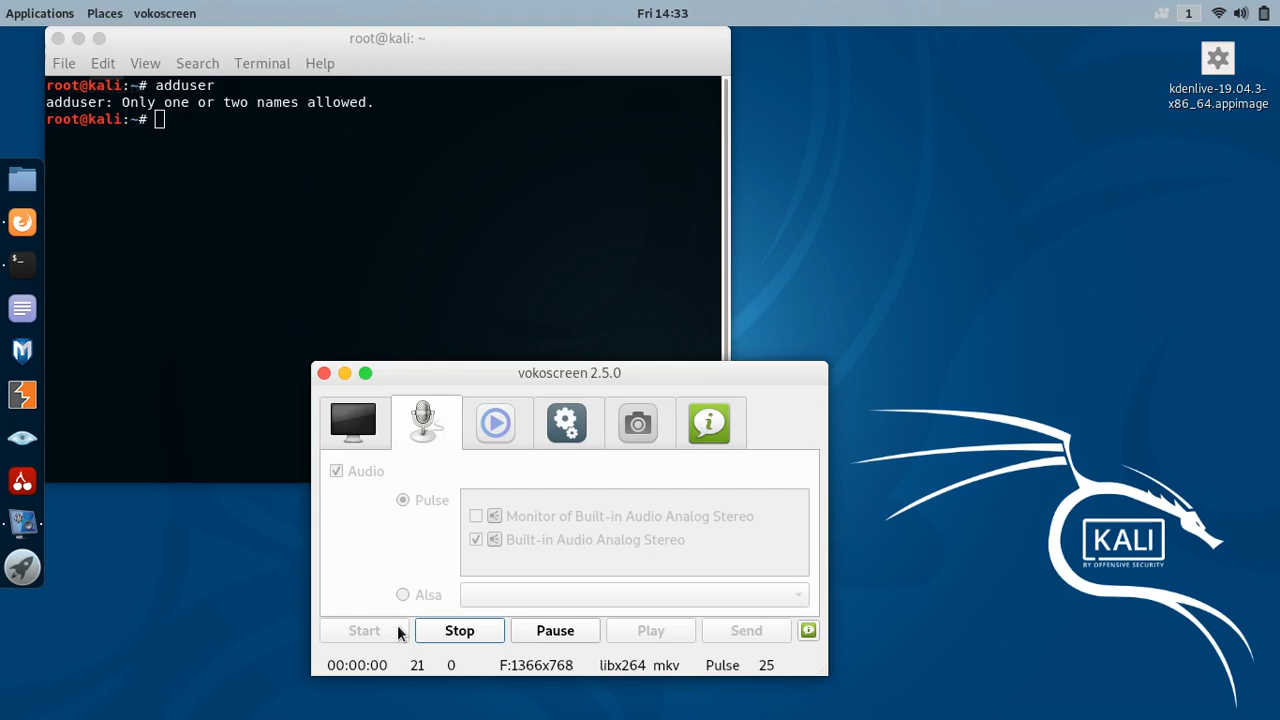 Applications Places vokoscreen Fri 14:33 1
root@kali: ~
File Edit View Search Terminal Help
root@kali:~# adduser
adduser: Only one or two names allowed.
root@kali:~#
kdenlive-19.04.3-
x86_64.appimage
vokoscreen 2.5.0
Audio
Pulse
Monitor of Built-in Audio Analog Stereo
Built-in Audio Analog Stereo
Alsa
Start Stop Pause Play Send
00:00:00 21 0 F:1366x768 libx264 mkv Pulse 25
KALI
BY OFFENSIVE SECURITY